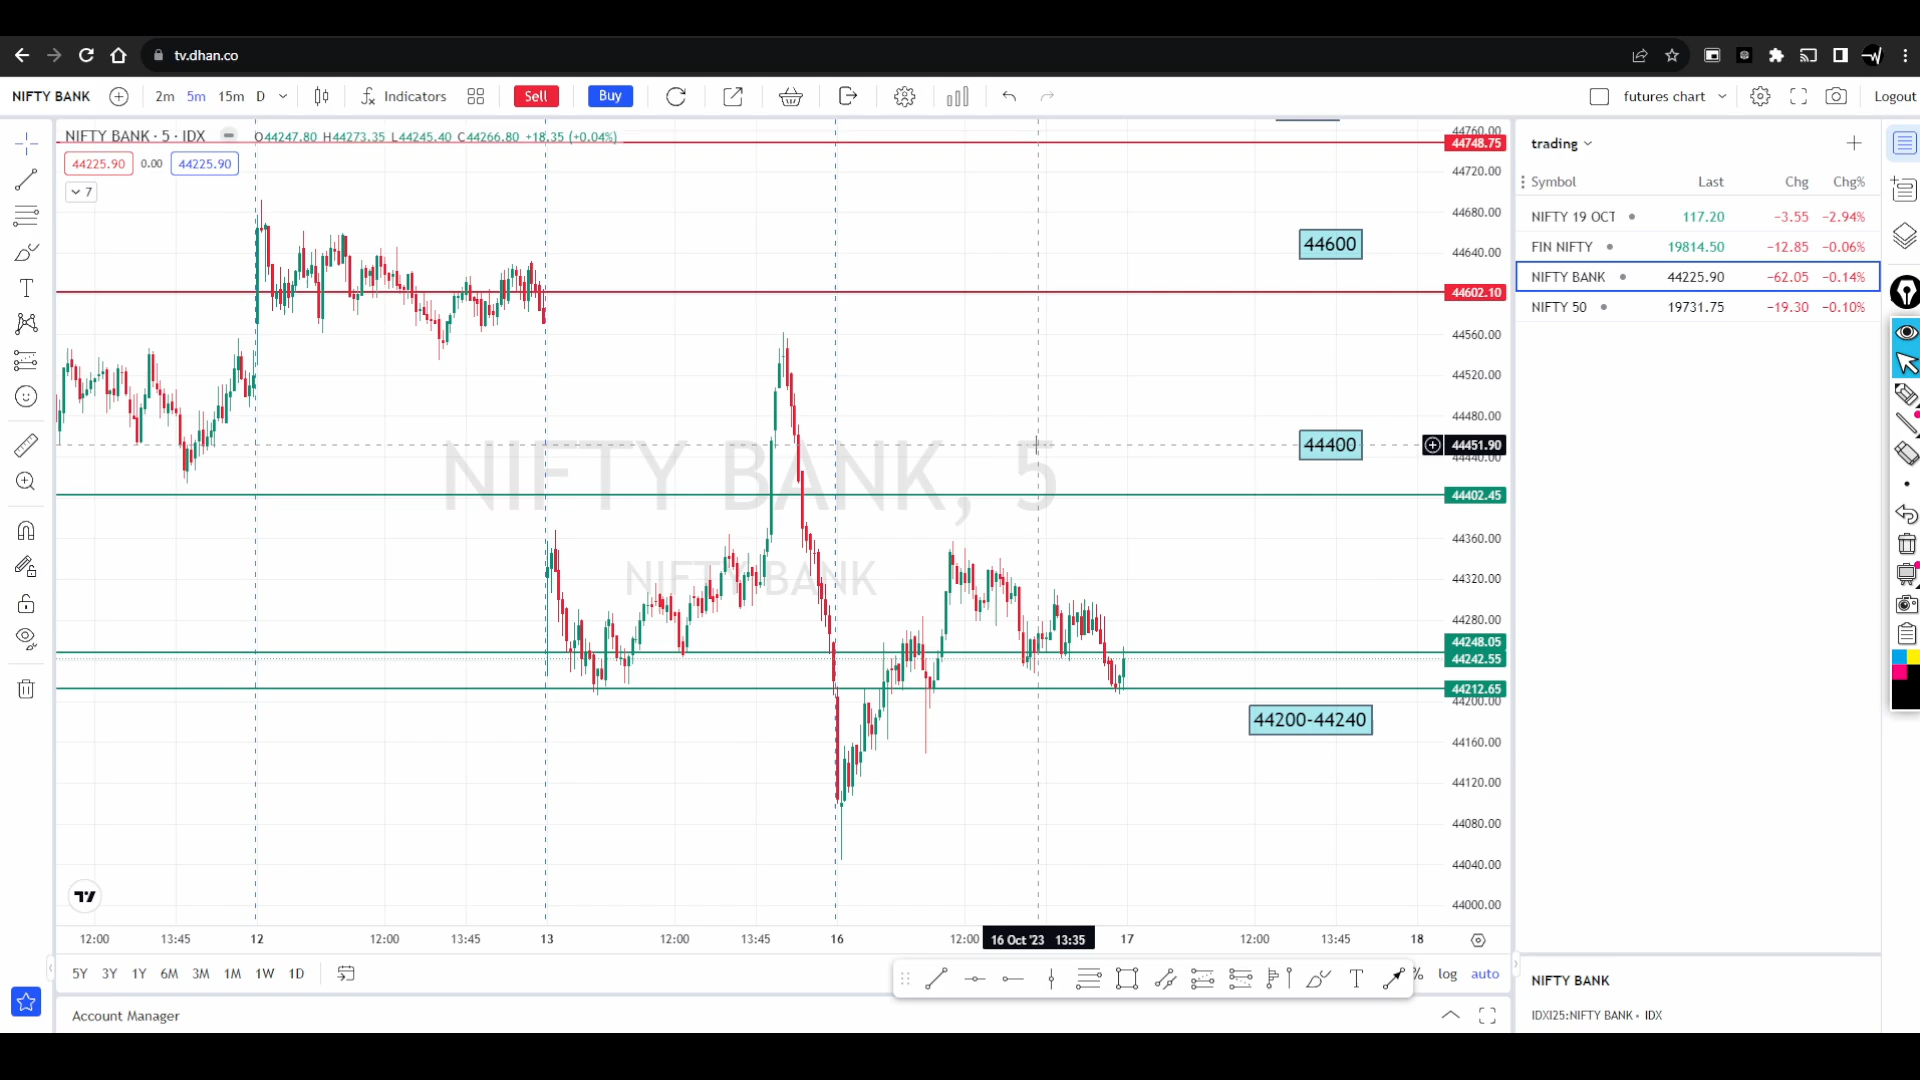 tv.dhan.co
NIFTY BANK 2m 5m 15m D Indicators Sell Buy futures chart Logout
NIFTY BANK · 5 · IDX O44247.80 H44273.35 L44245.40 C44266.80 +18.35 (+0.04%)
44225.90 0.00 44225.90
7
NIFTY BANK, 5
NIFTY BANK
44600
44400
44200-44240
44760.00
44748.75
44720.00
44680.00
44640.00
44602.10
44560.00
44520.00
44480.00
44451.90
44440.00
44402.45
44360.00
44320.00
44280.00
44248.05
44242.55
44212.65
44200.00
44160.00
44120.00
44080.00
44040.00
44000.00
12:00 13:45 12 12:00 13:45 13 12:00 13:45 16 12:00 16 Oct '23 13:35 17 12:00 13:45 18
5Y 3Y 1Y 6M 3M 1M 1W 1D % log auto
Account Manager
trading
Symbol Last Chg Chg%
NIFTY 19 OCT 117.20 −3.55 −2.94%
FIN NIFTY 19814.50 −12.85 −0.06%
NIFTY BANK 44225.90 −62.05 −0.14%
NIFTY 50 19731.75 −19.30 −0.10%
NIFTY BANK
IDXI25:NIFTY BANK • IDX